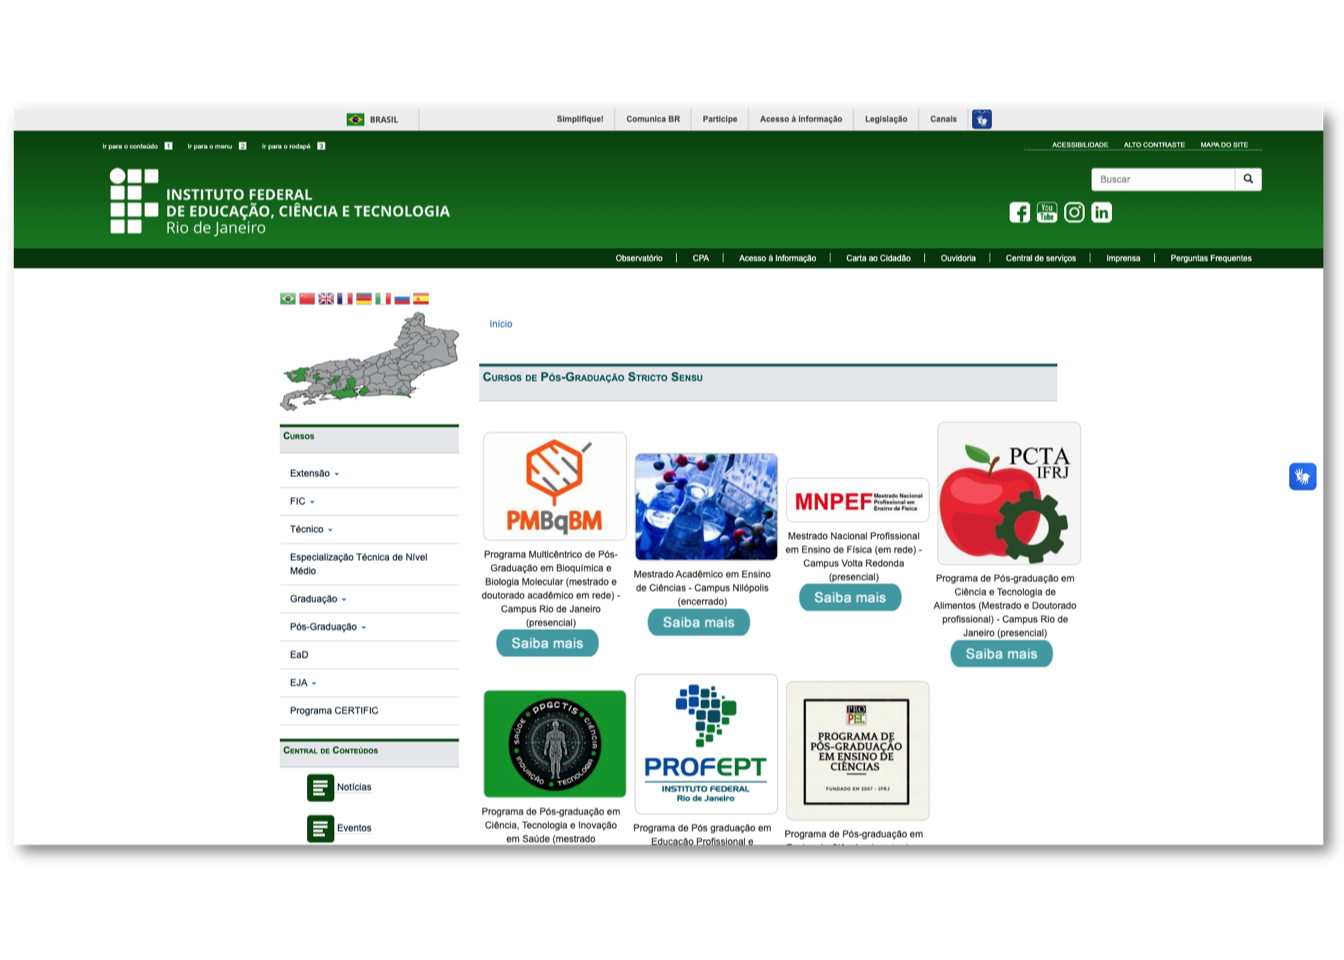 BRASIL
Simplifique!
Comunica BR
Participe
Acesso à informação
Legislação
Canais
Ir para o conteúdo 1
Ir para o menu 2
Ir para o rodapé 3
ACESSIBILIDADE
ALTO CONTRASTE
MAPA DO SITE
INSTITUTO FEDERAL
DE EDUCAÇÃO, CIÊNCIA E TECNOLOGIA
Rio de Janeiro
Buscar
You
Tube
in
Observatório
CPA
Acesso à Informação
Carta ao Cidadão
Ouvidoria
Central de serviços
Imprensa
Perguntas Frequentes
Início
CURSOS DE PÓS-GRADUAÇÃO STRICTO SENSU
CURSOS
Extensão
FIC
Técnico
Especialização Técnica de Nível
Médio
Graduação
Pós-Graduação
EaD
EJA
Programa CERTIFIC
CENTRAL DE CONTEÚDOS
Notícias
Eventos
PMBqBM
Programa Multicêntrico de Pós-
Graduação em Bioquímica e
Biologia Molecular (mestrado e
doutorado acadêmico em rede) -
Campus Rio de Janeiro
(presencial)
Saiba mais
Mestrado Acadêmico em Ensino
de Ciências - Campus Nilópolis
(encerrado)
Saiba mais
MNPEF
Mestrado Nacional
Profissional em
Ensino de Física
Mestrado Nacional Profissional
em Ensino de Física (em rede) -
Campus Volta Redonda
(presencial)
Saiba mais
PCTA
IFRJ
Programa de Pós-graduação em
Ciência e Tecnologia de
Alimentos (Mestrado e Doutorado
profissional) - Campus Rio de
Janeiro (presencial)
Saiba mais
PPGCTIS
CIÊNCIA
TECNOLOGIA
INOVAÇÃO
SAÚDE
Programa de Pós-graduação em
Ciência, Tecnologia e Inovação
em Saúde (mestrado
PROFEPT
INSTITUTO FEDERAL
Rio de Janeiro
Programa de Pós graduação em
Educação Profissional e
PRO
PEC
PROGRAMA DE
PÓS-GRADUAÇÃO
EM ENSINO DE
CIÊNCIAS
FUNDADO EM 2007 - IFRJ
Programa de Pós-graduação em